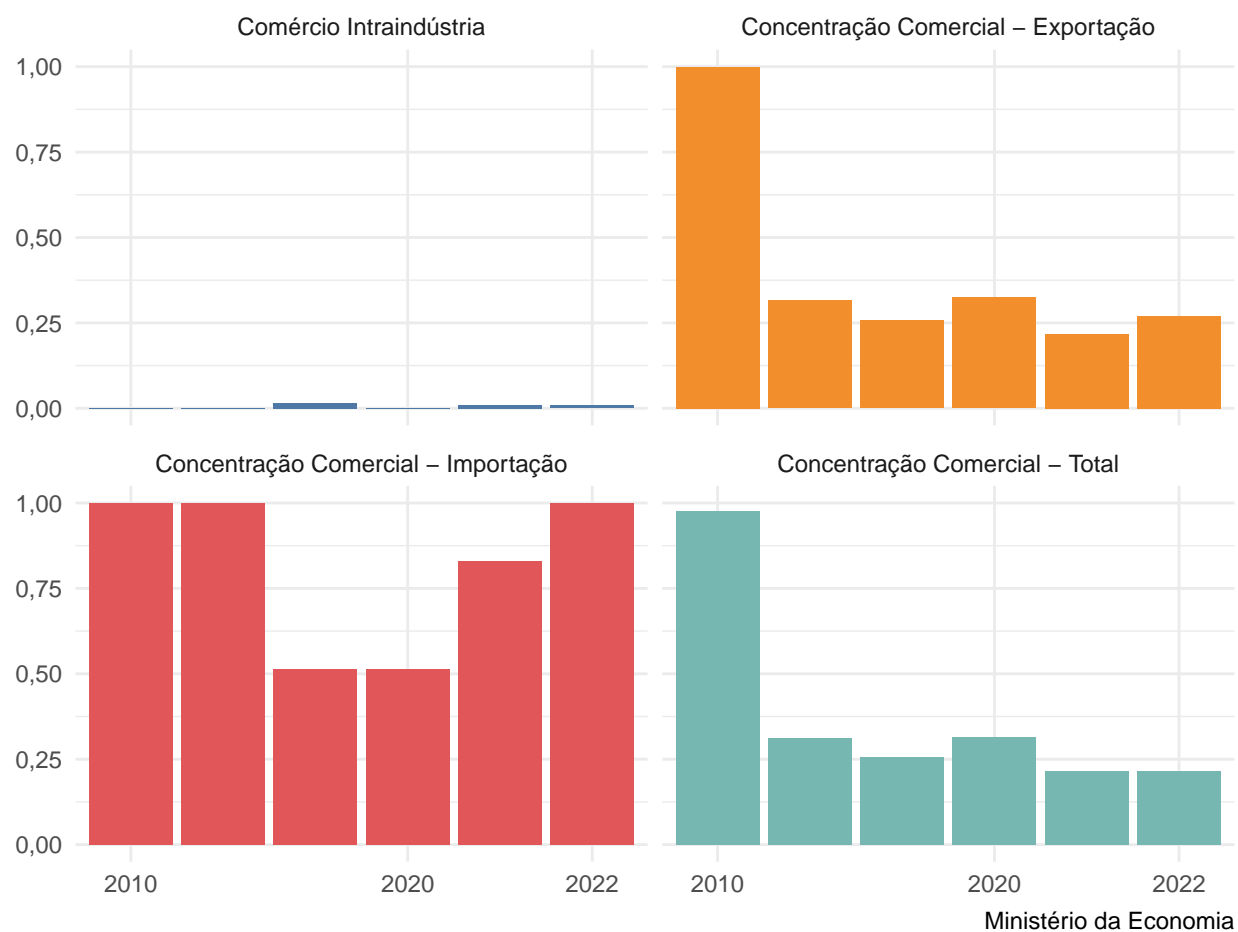 Comércio Intraindústria
Concentração Comercial – Exportação
1,00
0,75
0,50
0,25
0,00
Concentração Comercial – Importação
Concentração Comercial – Total
1,00
0,75
0,50
0,25
0,00
2010 2020 2022
2010 2020 2022
Ministério da Economia